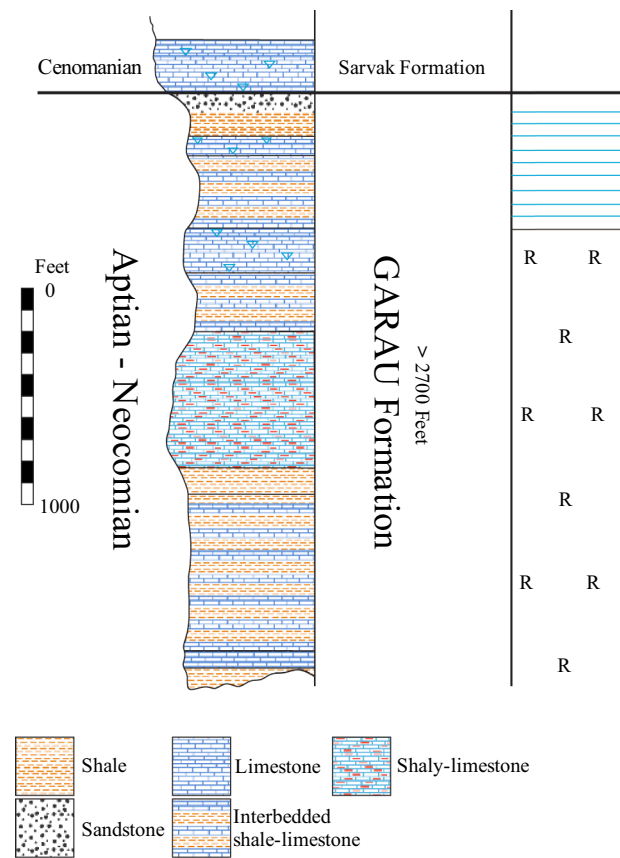 Cenomanian
Sarvak Formation
Feet
0
1000
Aptian - Neocomian
GARAU Formation
> 2700 Feet
R R
R
R R
R
R R
R
Shale
Limestone
Shaly-limestone
Sandstone
Interbedded
shale-limestone